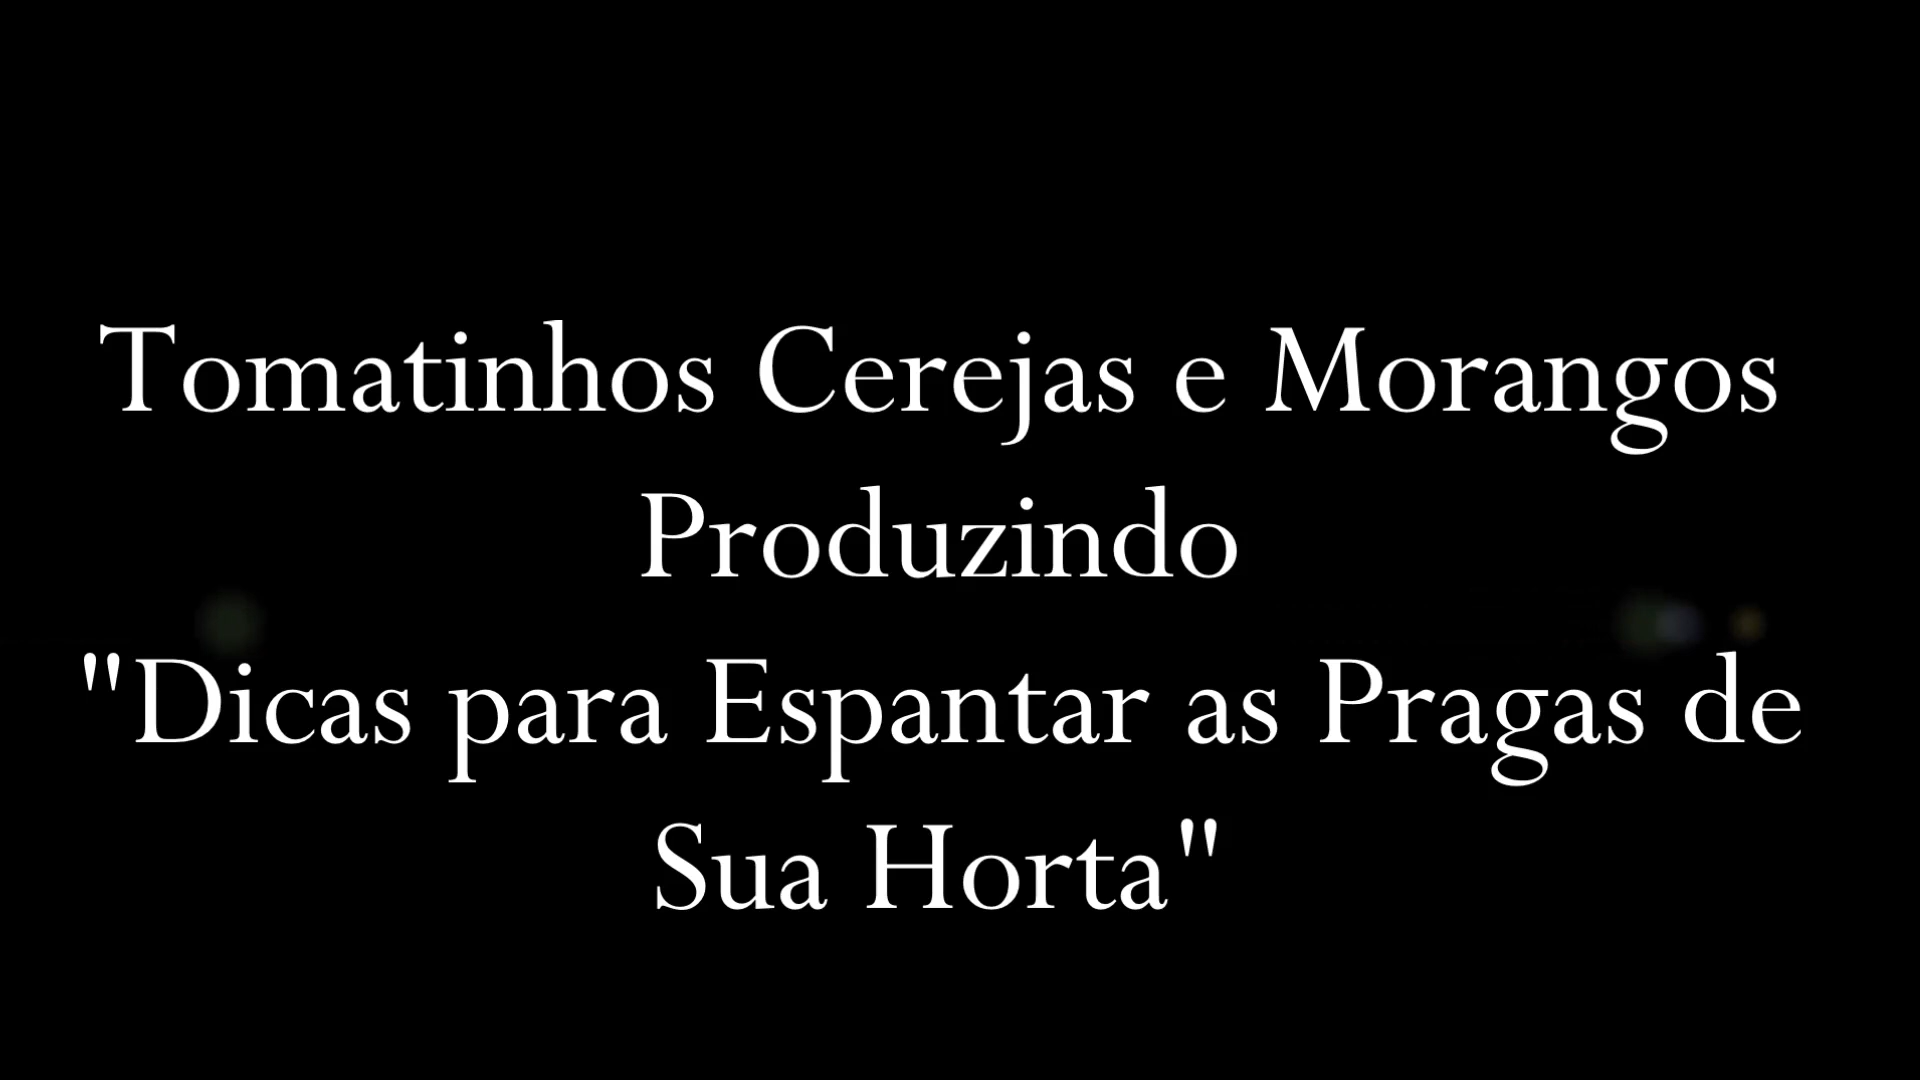 Tomatinhos Cerejas e Morangos
Produzindo
"Dicas para Espantar as Pragas de
Sua Horta"